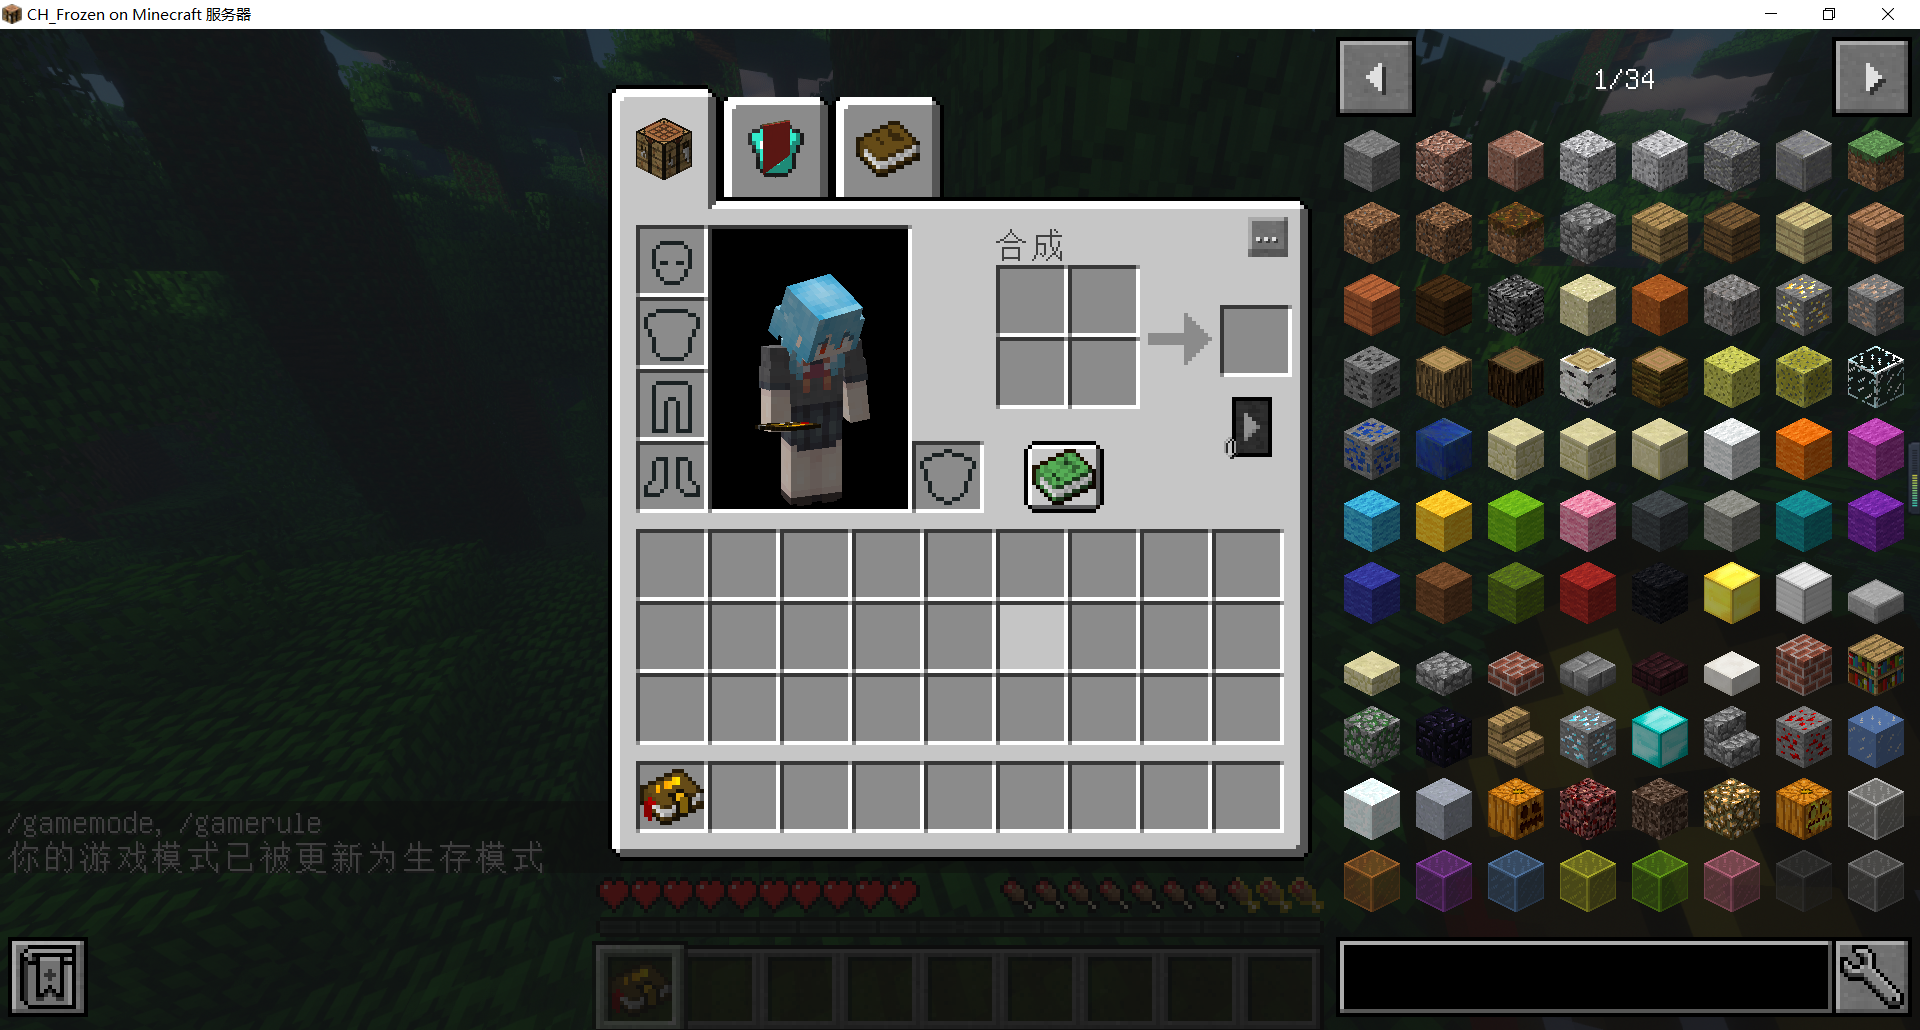 CH_Frozen on Minecraft 服务器
1/34
合成
...
/gamemode, /gamerule
你的游戏模式已被更新为生存模式